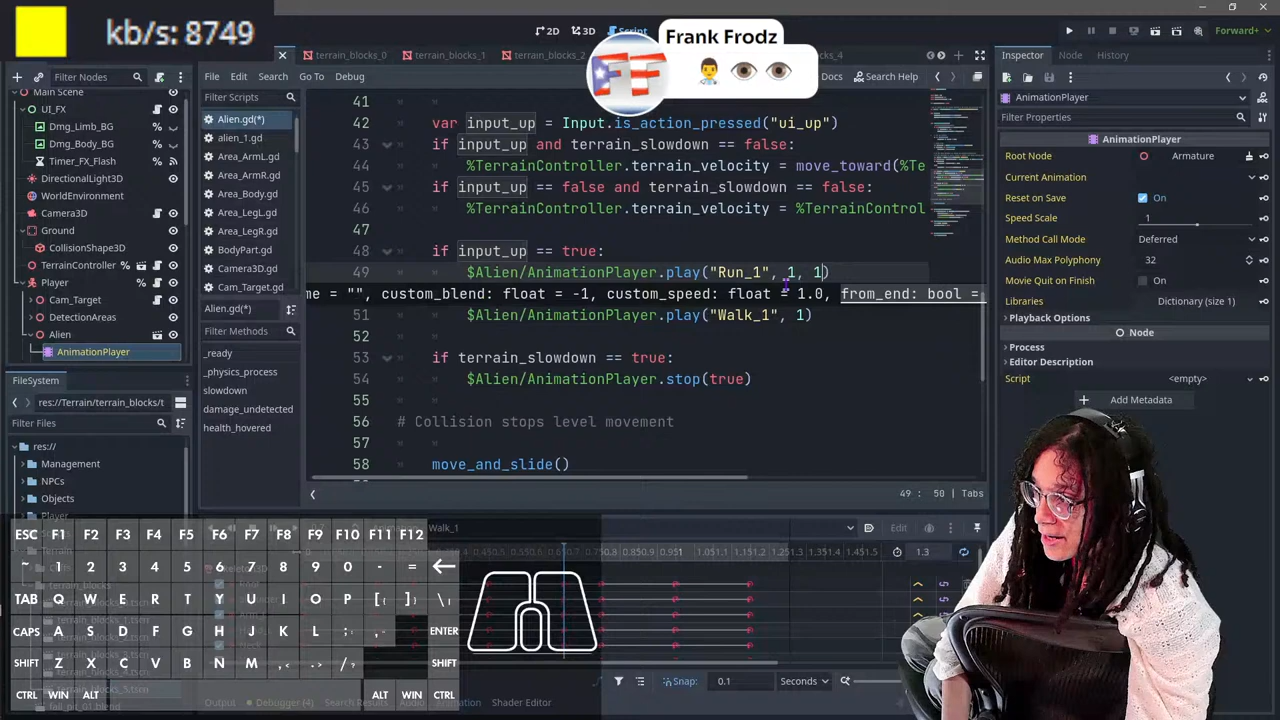 kb/s: 8749
Frank Frodz
2D
3D
Script
Forward+
terrain_blocks_0
terrain_blocks_1
terrain_blocks_2
_4
Inspector
Node
History
Filter Nodes
File
Edit
Search
Go To
Debug
Docs
Search Help
Main Scene
UI_FX
Dmg_Limb_BG
Dmg_Body_BG
Timer_FX_Flash
DirectionalLight3D
WorldEnvironment
Camera3D
Ground
CollisionShape3D
TerrainController
Player
Cam_Target
DetectionAreas
Alien
AnimationPlayer
FileSystem
res://Terrain/terrain_blocks/t
Filter Files
res://
Management
NPCs
Objects
Player
Filter Scripts
Alien.gd(*)
alien_1.gd
Area_ArmL.gd
Area_ArmR.gd
Area_Body.gd
Area_LegL.gd
Area_LegR.gd
BodyPart.gd
Camera3D.gd
Cam_Target.gd
Alien.gd(*)
Filter Methods
_ready
_physics_process
slowdown
damage_undetected
health_hovered
41
42 var input_up = Input.is_action_pressed("ui_up")
43 if input_up and terrain_slowdown == false:
44 %TerrainController.terrain_velocity = move_toward(%Te
45 if input_up == false and terrain_slowdown == false:
46 %TerrainController.terrain_velocity = %TerrainControl
47
48 if input_up == true:
49 $Alien/AnimationPlayer.play("Run_1", 1, 1)
me = "", custom_blend: float = -1, custom_speed: float = 1.0, from_end: bool =
51 $Alien/AnimationPlayer.play("Walk_1", 1)
52
53 if terrain_slowdown == true:
54 $Alien/AnimationPlayer.stop(true)
55
56 # Collision stops level movement
57
58 move_and_slide()
49 : 50 | Tabs
AnimationPlayer
Filter Properties
AnimationPlayer
Root Node
Armature
Current Animation
Reset on Save
On
Speed Scale
1
Method Call Mode
Deferred
Audio Max Polyphony
32
Movie Quit on Finish
On
Libraries
Dictionary (size 1)
Playback Options
Node
Process
Editor Description
Script
<empty>
Add Metadata
Walk_1
Edit
1.3
ESC F1 F2 F3 F4 F5 F6 F7 F8 F9 F10 F11 F12
~ 1 2 3 4 5 6 7 8 9 0 - =
TAB Q W E R T Y U I O P [ { ] } \ |
CAPS A S D F G H J K L ; : , - ENTER
SHIFT Z X C V B N M , < . > / ? SHIFT
CTRL WIN ALT ALT WIN CTRL
Snap:
0.1
Seconds
Debugger (4)
Search Results
Animation
Shader Editor